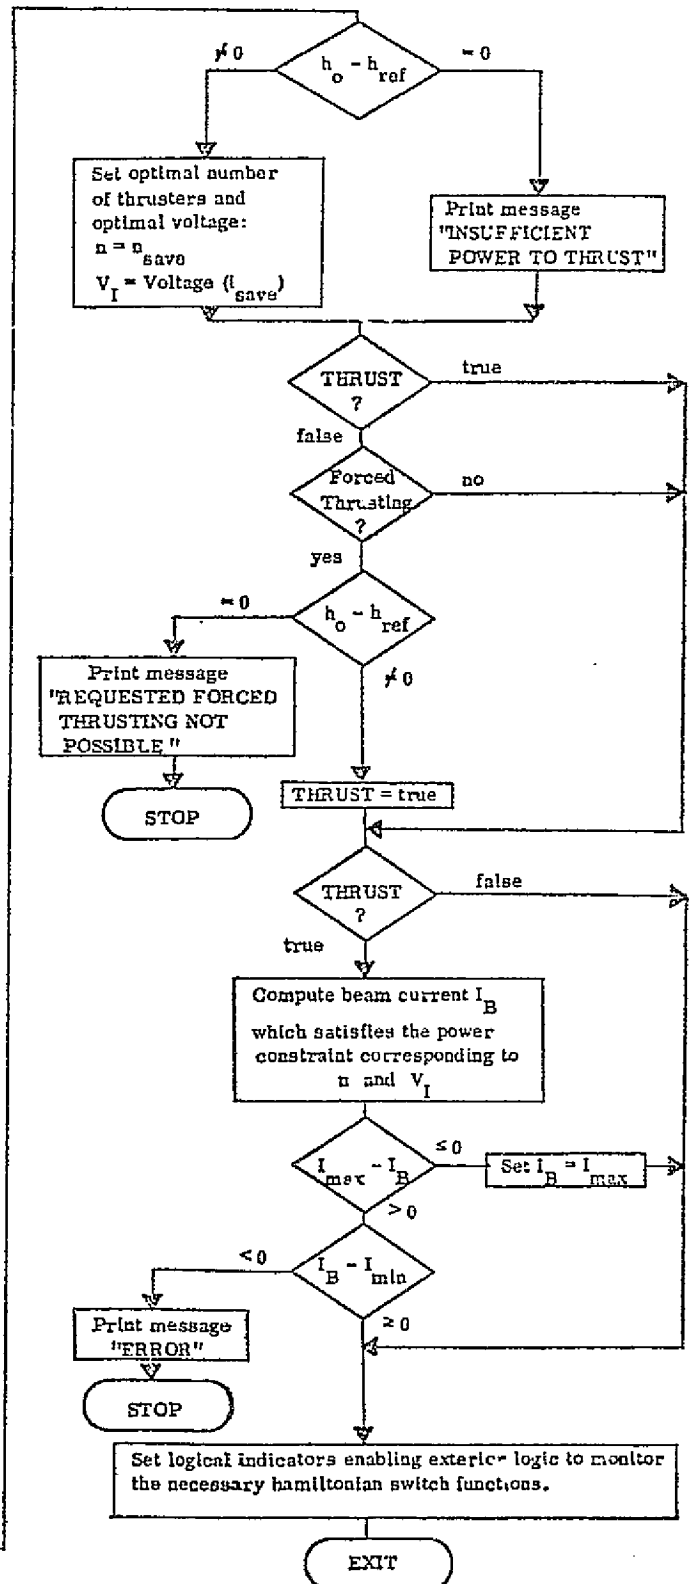 ≠ 0
h_o - h_ref
= 0
Set optimal number
of thrusters and
optimal voltage:
n = n_save
V_I = Voltage (i_save)
Print message
"INSUFFICIENT
POWER TO THRUST"
THRUST
?
true
false
Forced
Thrusting
?
no
yes
= 0
h_o - h_ref
≠ 0
Print message
"REQUESTED FORCED
THRUSTING NOT
POSSIBLE"
STOP
THRUST = true
THRUST
?
false
true
Compute beam current I_B
which satisfies the power
constraint corresponding to
n and V_I
I_max - I_B
≤ 0
Set I_B = I_max
> 0
< 0
I_B - I_min
≥ 0
Print message
"ERROR"
STOP
Set logical indicators enabling exterior logic to monitor
the necessary hamiltonian switch functions.
EXIT